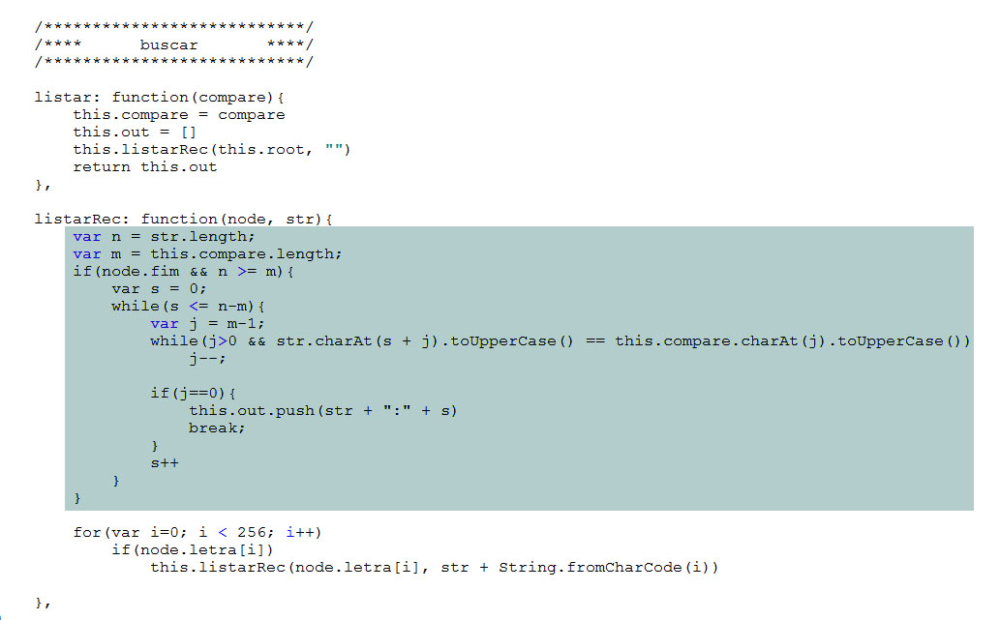 /***************************/
/****      buscar       ****/
/***************************/
listar: function(compare){
    this.compare = compare
    this.out = []
    this.listarRec(this.root, "")
    return this.out
},
listarRec: function(node, str){
    var n = str.length;
    var m = this.compare.length;
    if(node.fim && n >= m){
        var s = 0;
        while(s <= n-m){
            var j = m-1;
            while(j>0 && str.charAt(s + j).toUpperCase() == this.compare.charAt(j).toUpperCase())
                j--;
            if(j==0){
                this.out.push(str + ":" + s)
                break;
            }
            s++
        }
    }
    for(var i=0; i < 256; i++)
        if(node.letra[i])
            this.listarRec(node.letra[i], str + String.fromCharCode(i))
},